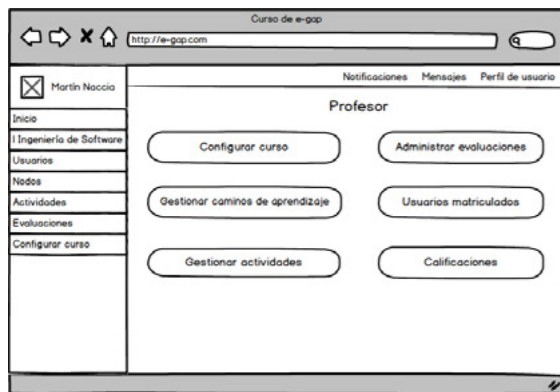 Curso de e-gap
http://e-gap.com
Martín Naccia
Notificaciones Mensajes Perfil de usuario
Profesor
Inicio
I Ingeniería de Software
Usuarios
Nodos
Actividades
Evaluaciones
Configurar curso
Configurar curso
Administrar evaluaciones
Gestionar caminos de aprendizaje
Usuarios matriculados
Gestionar actividades
Calificaciones